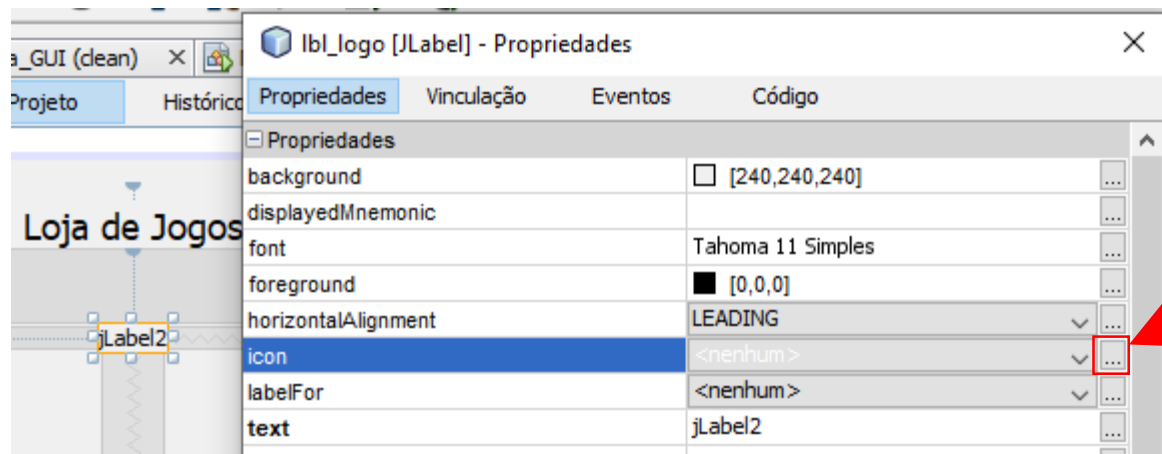 lbl_logo [JLabel] - Propriedades
a_GUI (clean)
Projeto
Histórico
Propriedades Vinculação Eventos Código
Propriedades
background [240,240,240] ...
displayedMnemonic ...
Loja de Jogos
font Tahoma 11 Simples ...
foreground [0,0,0] ...
horizontalAlignment LEADING ...
jLabel2
icon <nenhum> ...
labelFor <nenhum> ...
text jLabel2 ...